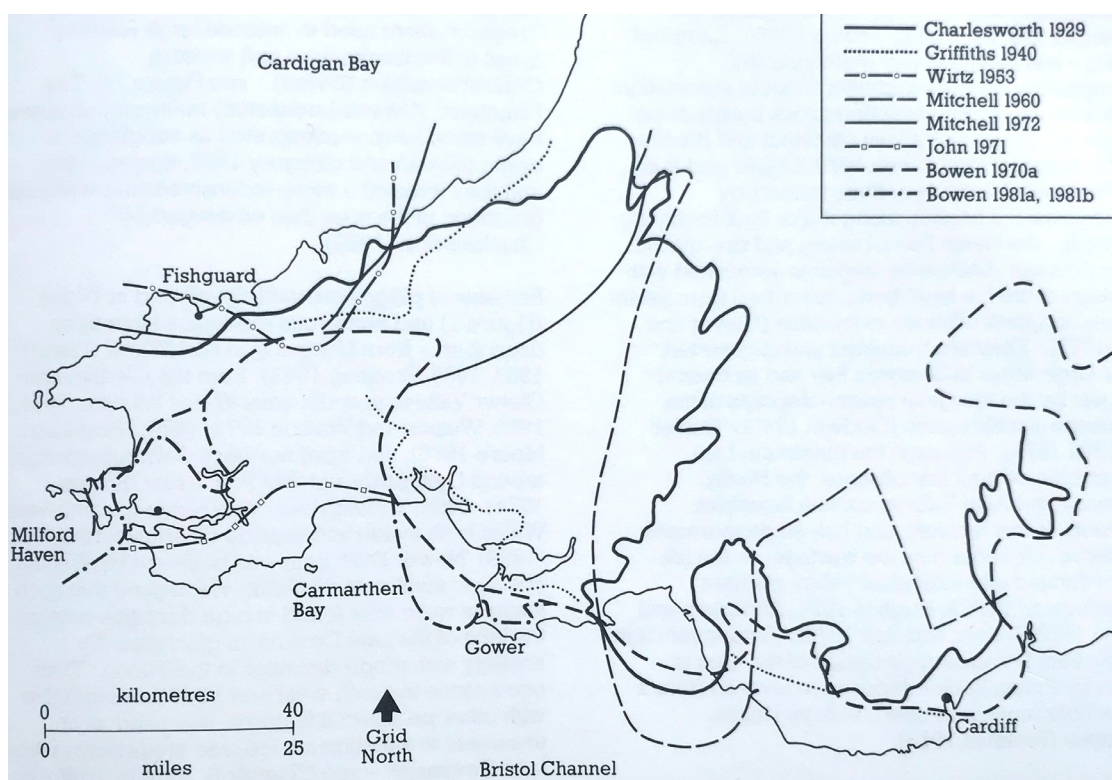 Charlesworth 1929
Griffiths 1940
Wirtz 1953
Mitchell 1960
Mitchell 1972
John 1971
Bowen 1970a
Bowen 1981a, 1981b
Cardigan Bay
Fishguard
Milford
Haven
Carmarthen
Bay
Gower
Cardiff
kilometres
0 40
0 25
miles
Grid
North
Bristol Channel